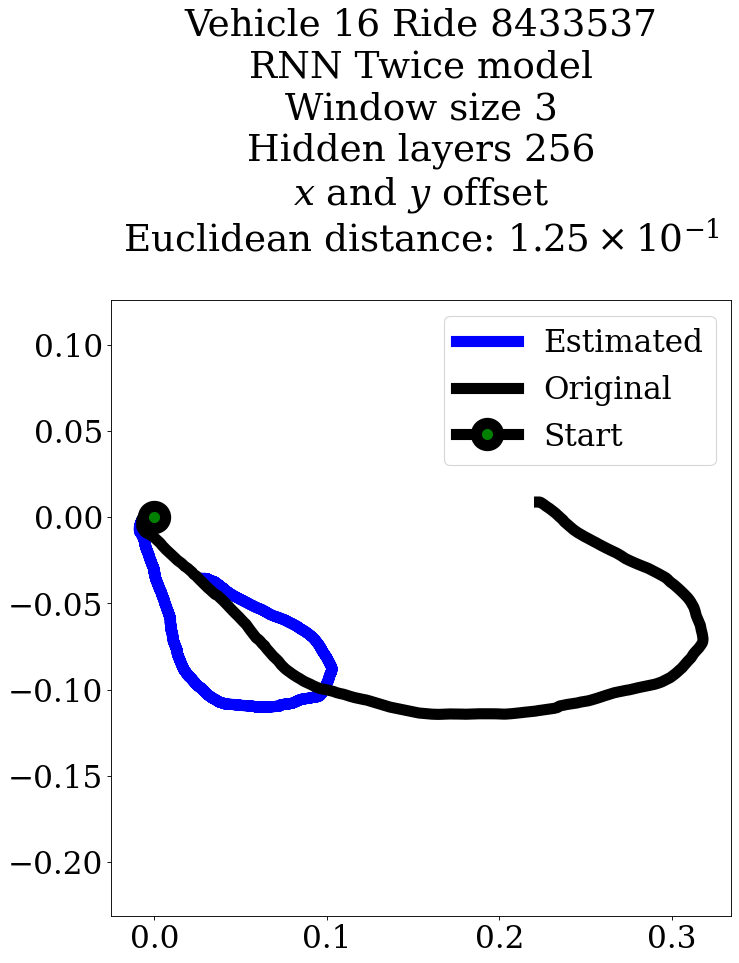 Vehicle 16 Ride 8433537
RNN Twice model
Window size 3
Hidden layers 256
x and y offset
Euclidean distance: 1.25 × 10⁻¹
Estimated
Original
Start
0.10
0.05
0.00
−0.05
−0.10
−0.15
−0.20
0.0 0.1 0.2 0.3